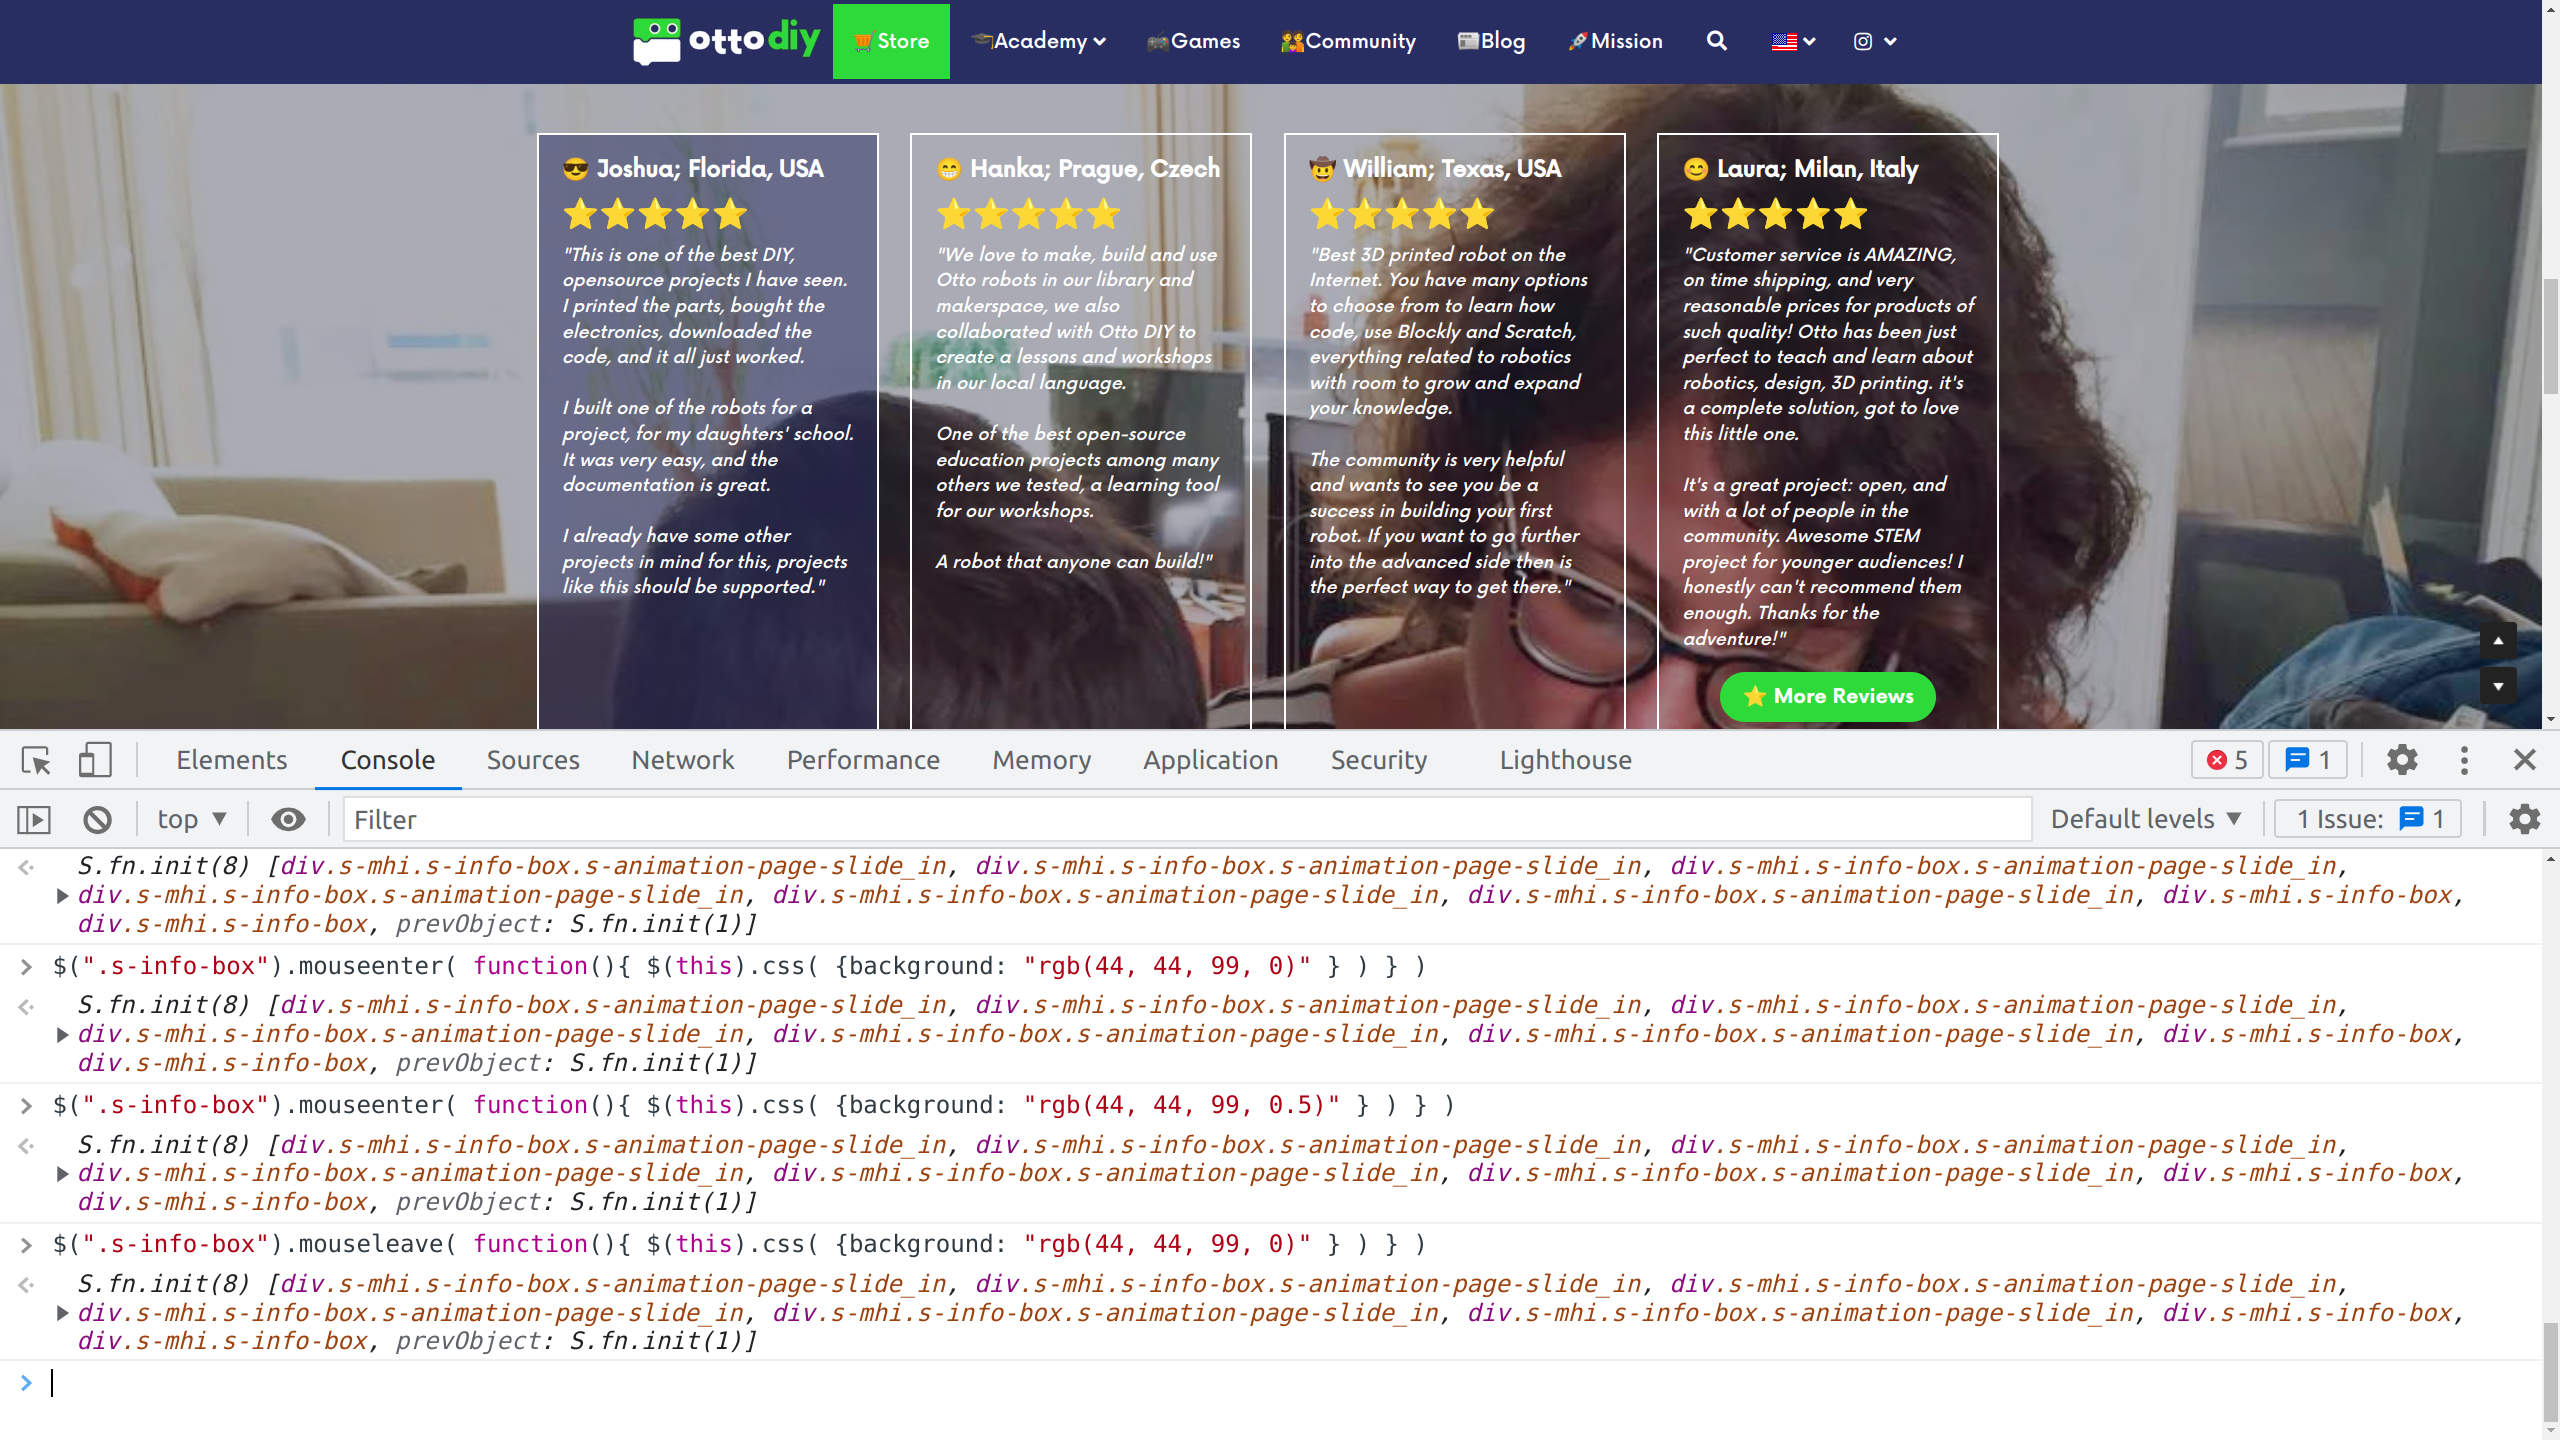 ottodiy
🛒Store
🎓Academy
🎮Games
Community
📰Blog
🚀Mission
😎 Joshua; Florida, USA
⭐⭐⭐⭐⭐
"This is one of the best DIY,
opensource projects I have seen.
I printed the parts, bought the
electronics, downloaded the
code, and it all just worked.
I built one of the robots for a
project, for my daughters' school.
It was very easy, and the
documentation is great.
I already have some other
projects in mind for this, projects
like this should be supported."
😁 Hanka; Prague, Czech
⭐⭐⭐⭐⭐
"We love to make, build and use
Otto robots in our library and
makerspace, we also
collaborated with Otto DIY to
create a lessons and workshops
in our local language.
One of the best open-source
education projects among many
others we tested, a learning tool
for our workshops.
A robot that anyone can build!"
🤠 William; Texas, USA
⭐⭐⭐⭐⭐
"Best 3D printed robot on the
Internet. You have many options
to choose from to learn how
code, use Blockly and Scratch,
everything related to robotics
with room to grow and expand
your knowledge.
The community is very helpful
and wants to see you be a
success in building your first
robot. If you want to go further
into the advanced side then is
the perfect way to get there."
😊 Laura; Milan, Italy
⭐⭐⭐⭐⭐
"Customer service is AMAZING,
on time shipping, and very
reasonable prices for products of
such quality! Otto has been just
perfect to teach and learn about
robotics, design, 3D printing. it's
a complete solution, got to love
this little one.
It's a great project: open, and
with a lot of people in the
community. Awesome STEM
project for younger audiences! I
honestly can't recommend them
enough. Thanks for the
adventure!"
⭐ More Reviews
Elements
Console
Sources
Network
Performance
Memory
Application
Security
Lighthouse
5
1
top ▼
Filter
Default levels ▼
1 Issue: 1
S.fn.init(8) [div.s-mhi.s-info-box.s-animation-page-slide_in, div.s-mhi.s-info-box.s-animation-page-slide_in, div.s-mhi.s-info-box.s-animation-page-slide_in,
▶div.s-mhi.s-info-box.s-animation-page-slide_in, div.s-mhi.s-info-box.s-animation-page-slide_in, div.s-mhi.s-info-box.s-animation-page-slide_in, div.s-mhi.s-info-box,
div.s-mhi.s-info-box, prevObject: S.fn.init(1)]
> $(".s-info-box").mouseenter( function(){ $(this).css( {background: "rgb(44, 44, 99, 0)" } ) } )
S.fn.init(8) [div.s-mhi.s-info-box.s-animation-page-slide_in, div.s-mhi.s-info-box.s-animation-page-slide_in, div.s-mhi.s-info-box.s-animation-page-slide_in,
▶div.s-mhi.s-info-box.s-animation-page-slide_in, div.s-mhi.s-info-box.s-animation-page-slide_in, div.s-mhi.s-info-box.s-animation-page-slide_in, div.s-mhi.s-info-box,
div.s-mhi.s-info-box, prevObject: S.fn.init(1)]
> $(".s-info-box").mouseenter( function(){ $(this).css( {background: "rgb(44, 44, 99, 0.5)" } ) } )
S.fn.init(8) [div.s-mhi.s-info-box.s-animation-page-slide_in, div.s-mhi.s-info-box.s-animation-page-slide_in, div.s-mhi.s-info-box.s-animation-page-slide_in,
▶div.s-mhi.s-info-box.s-animation-page-slide_in, div.s-mhi.s-info-box.s-animation-page-slide_in, div.s-mhi.s-info-box.s-animation-page-slide_in, div.s-mhi.s-info-box,
div.s-mhi.s-info-box, prevObject: S.fn.init(1)]
> $(".s-info-box").mouseleave( function(){ $(this).css( {background: "rgb(44, 44, 99, 0)" } ) } )
S.fn.init(8) [div.s-mhi.s-info-box.s-animation-page-slide_in, div.s-mhi.s-info-box.s-animation-page-slide_in, div.s-mhi.s-info-box.s-animation-page-slide_in,
▶div.s-mhi.s-info-box.s-animation-page-slide_in, div.s-mhi.s-info-box.s-animation-page-slide_in, div.s-mhi.s-info-box.s-animation-page-slide_in, div.s-mhi.s-info-box,
div.s-mhi.s-info-box, prevObject: S.fn.init(1)]
>